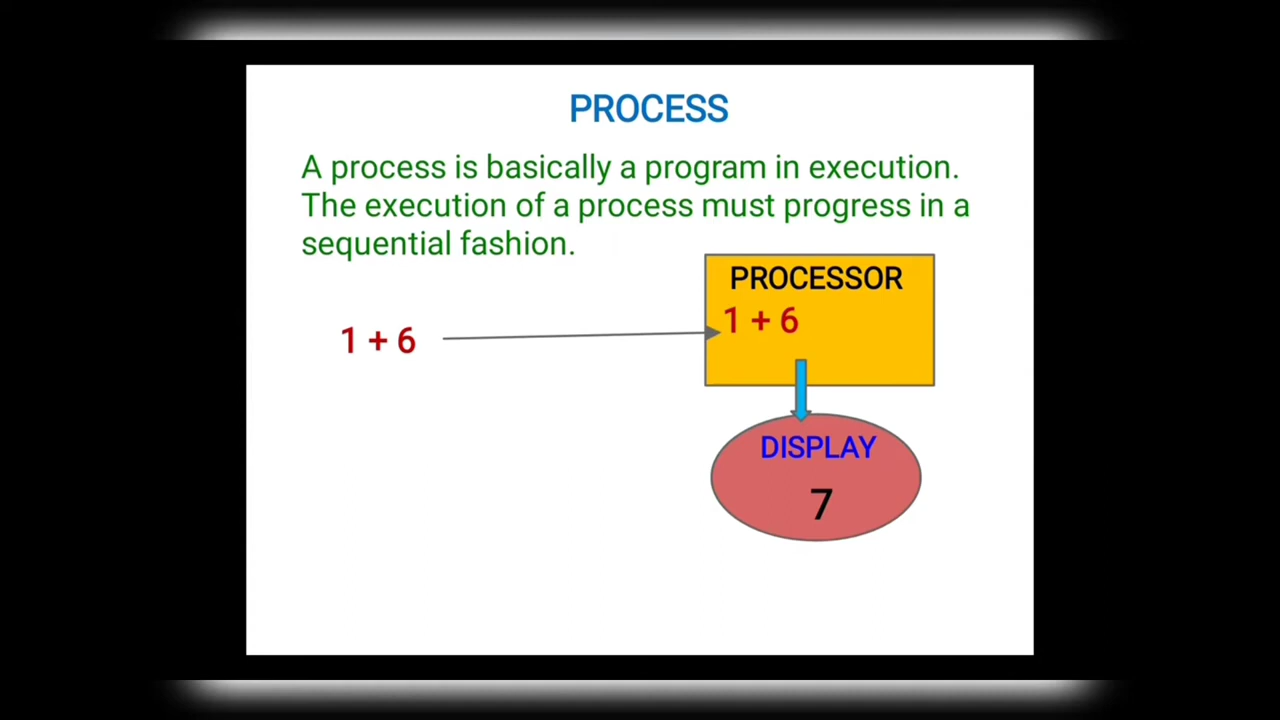 PROCESS
A process is basically a program in execution.
The execution of a process must progress in a
sequential fashion.
PROCESSOR
1 + 6
1 + 6
DISPLAY
7